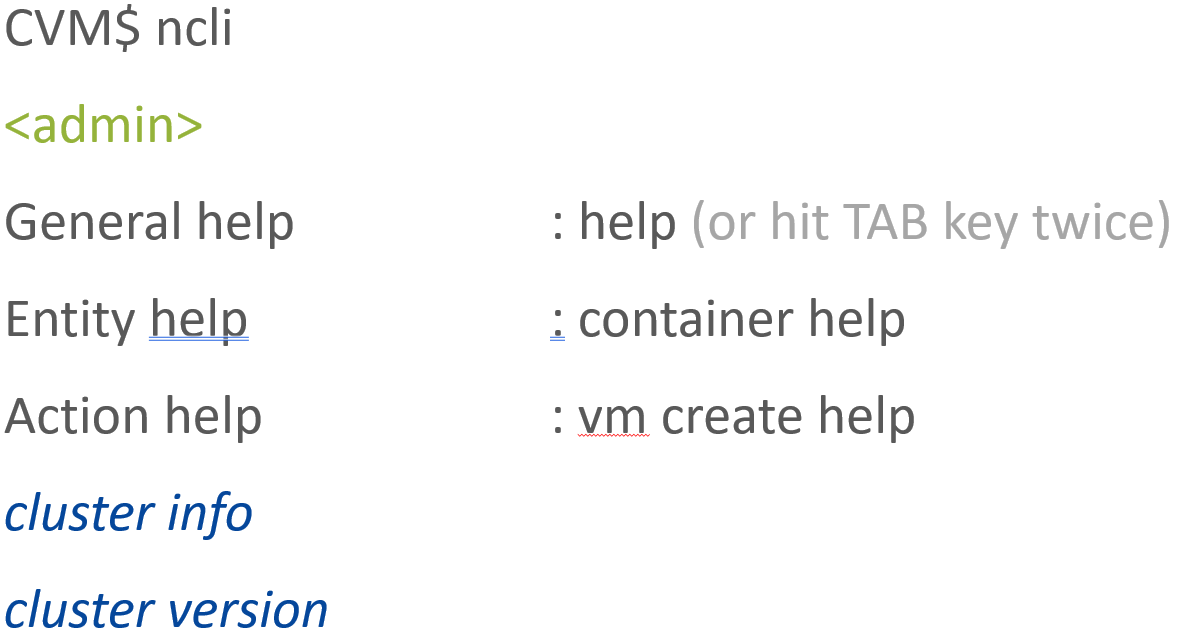 CVM$ ncli
<admin>
General help : help (or hit TAB key twice)
Entity help : container help
Action help : vm create help
cluster info
cluster version